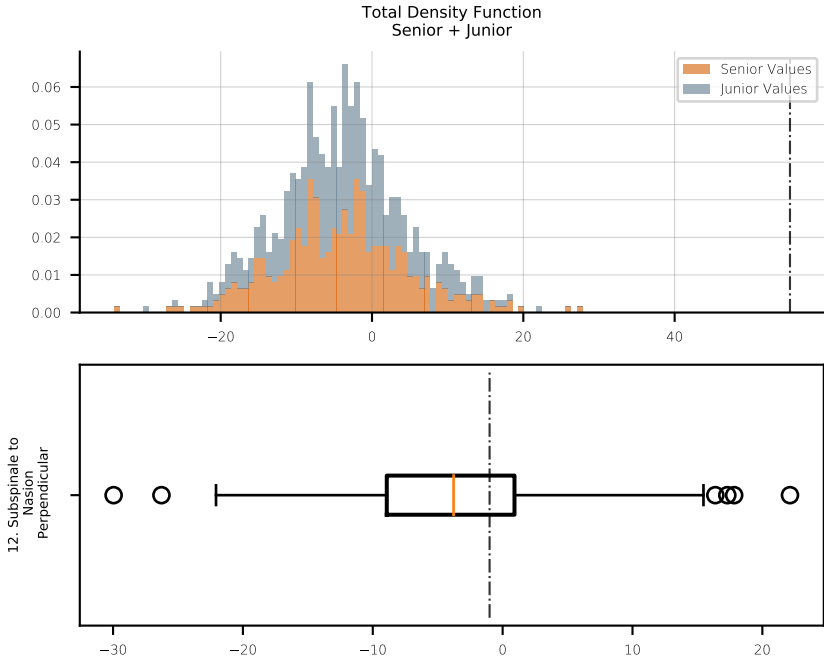 Total Density Function
Senior + Junior
Senior Values
Junior Values
0.06
0.05
0.04
0.03
0.02
0.01
0.00
−20
0
20
40
12. Subspinale to
Nasion
Perpendicular
−30
−20
−10
0
10
20